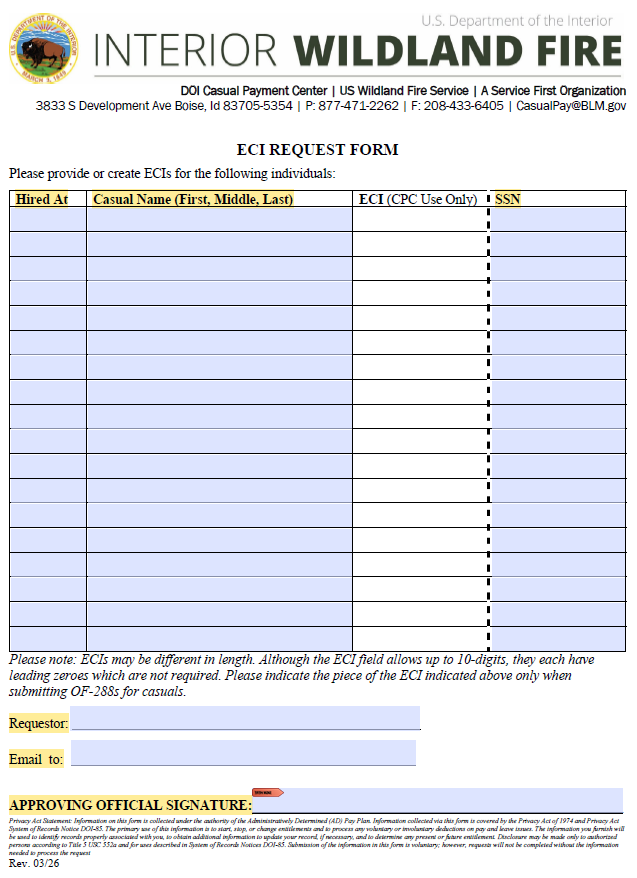 U.S. Department of the Interior
U.S. DEPARTMENT OF THE INTERIOR
MARCH 3, 1849
INTERIOR WILDLAND FIRE
DOI Casual Payment Center | US Wildland Fire Service | A Service First Organization
3833 S Development Ave Boise, Id 83705-5354 | P: 877-471-2262 | F: 208-433-6405 | CasualPay@BLM.gov
ECI REQUEST FORM
Please provide or create ECIs for the following individuals:
Hired At Casual Name (First, Middle, Last) ECI (CPC Use Only) SSN
Please note: ECIs may be different in length. Although the ECI field allows up to 10-digits, they each have
leading zeroes which are not required. Please indicate the piece of the ECI indicated above only when
submitting OF-288s for casuals.
Requestor:
Email to:
APPROVING OFFICIAL SIGNATURE:
Privacy Act Statement: Information on this form is collected under the authority of the Administratively Determined (AD) Pay Plan. Information collected via this form is covered by the Privacy Act of 1974 and Privacy Act
System of Records Notice DOI-85. The primary use of this information is to start, stop, or change entitlements and to process any voluntary or involuntary deductions on pay and leave issues. The information you furnish will
be used to identify records properly associated with you, to obtain additional information to update your record, if necessary, and to determine any present or future entitlement. Disclosure may be made only to authorized
persons according to Title 5 USC 552a and for uses described in System of Records Notices DOI-85. Submission of the information in this form is voluntary; however, requests will not be completed without the information
needed to process the request
Rev. 03/26